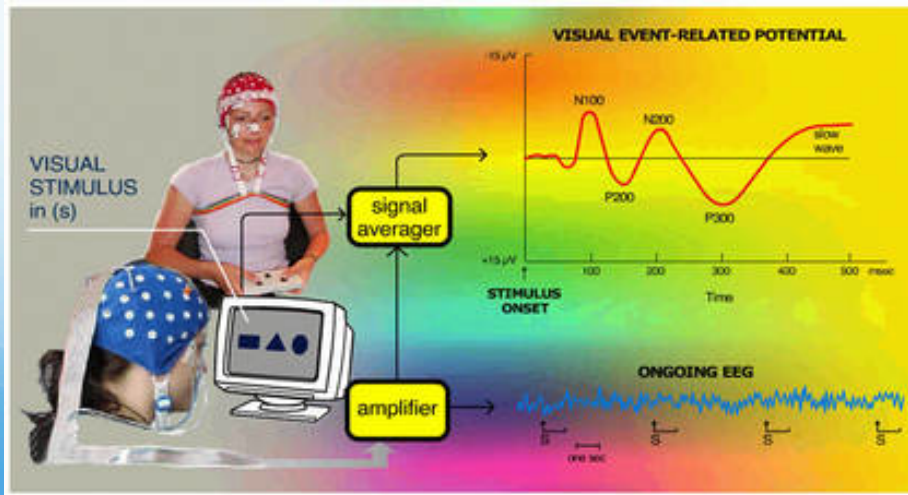 VISUAL EVENT-RELATED POTENTIAL
-15 µV
N100
N200
slow
wave
P200
P300
+15 µV
100
200
300
400
500
msec
STIMULUS
ONSET
Time
VISUAL
STIMULUS
in (s)
signal
averager
amplifier
ONGOING EEG
S
S
S
S
one sec